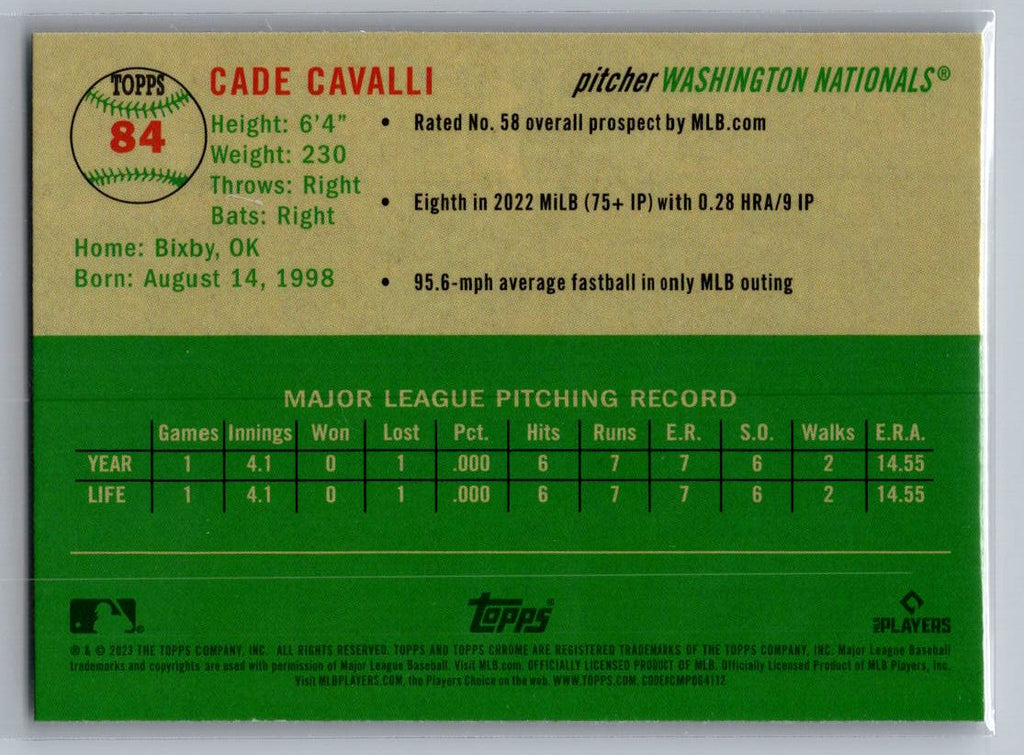 TOPPS
84
CADE CAVALLI
pitcher WASHINGTON NATIONALS®
Height: 6'4"
Weight: 230
Throws: Right
Bats: Right
Home: Bixby, OK
Born: August 14, 1998
• Rated No. 58 overall prospect by MLB.com
• Eighth in 2022 MiLB (75+ IP) with 0.28 HRA/9 IP
• 95.6-mph average fastball in only MLB outing
MAJOR LEAGUE PITCHING RECORD
Games Innings Won Lost Pct. Hits Runs E.R. S.O. Walks E.R.A.
YEAR 1 4.1 0 1 .000 6 7 7 6 2 14.55
LIFE 1 4.1 0 1 .000 6 7 7 6 2 14.55
TOPPS®
MLB PLAYERS
® & © 2023 THE TOPPS COMPANY, INC. ALL RIGHTS RESERVED. TOPPS AND TOPPS CHROME ARE REGISTERED TRADEMARKS OF THE TOPPS COMPANY, INC. Major League Baseball
trademarks and copyrights are used with permission of Major League Baseball. Visit MLB.com. OFFICIALLY LICENSED PRODUCT OF MLB. Officially Licensed Product of MLB Players, Inc.
Visit MLBPLAYERS.COM, the Players Choice on the web. WWW.TOPPS.COM. CODE#CMP064112